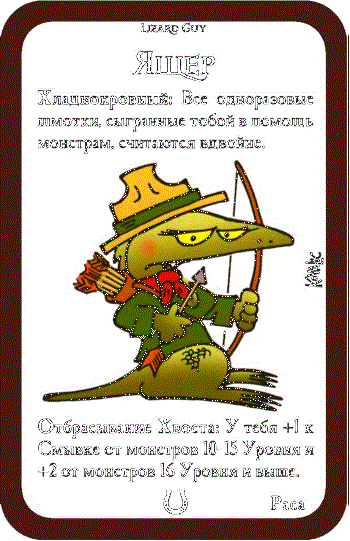 Lizard Guy
Ящер
Хладнокровный: Все одноразовые
шмотки, сыгранные тобой в помощь
монстрам, считаются вдвойне.
Отбрасывание Хвоста: У тебя +1 к
Смывке от монстров 10-15 Уровня и
+2 от монстров 16 Уровня и выше.
Раса